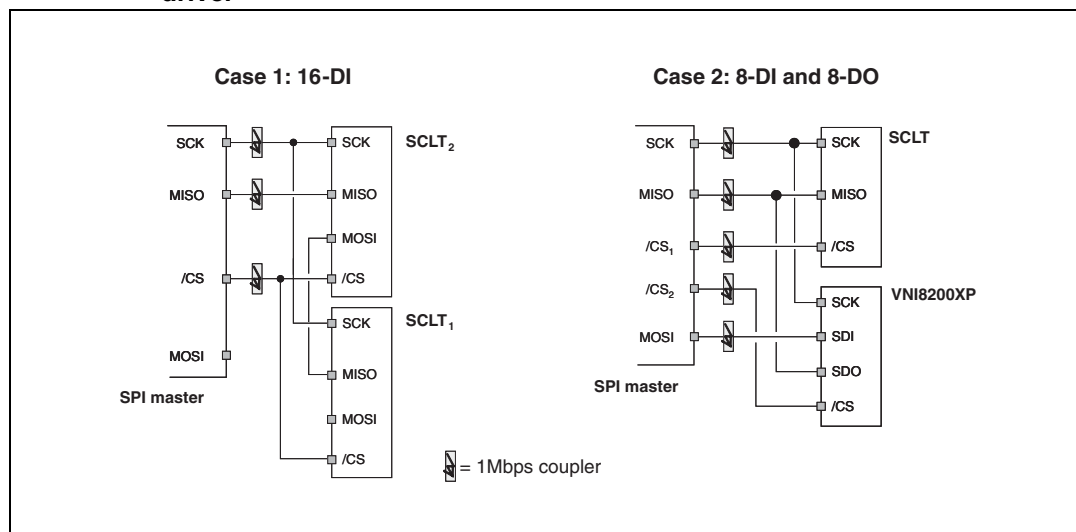 driver
Case 1: 16-DI
SCK
MISO
/CS
MOSI
SPI master
SCK
MISO
MOSI
/CS
SCLT2
SCK
MISO
MOSI
/CS
SCLT1
= 1Mbps coupler
Case 2: 8-DI and 8-DO
SCK
MISO
/CS1
/CS2
MOSI
SPI master
SCK
MISO
/CS
SCLT
VNI8200XP
SCK
SDI
SDO
/CS